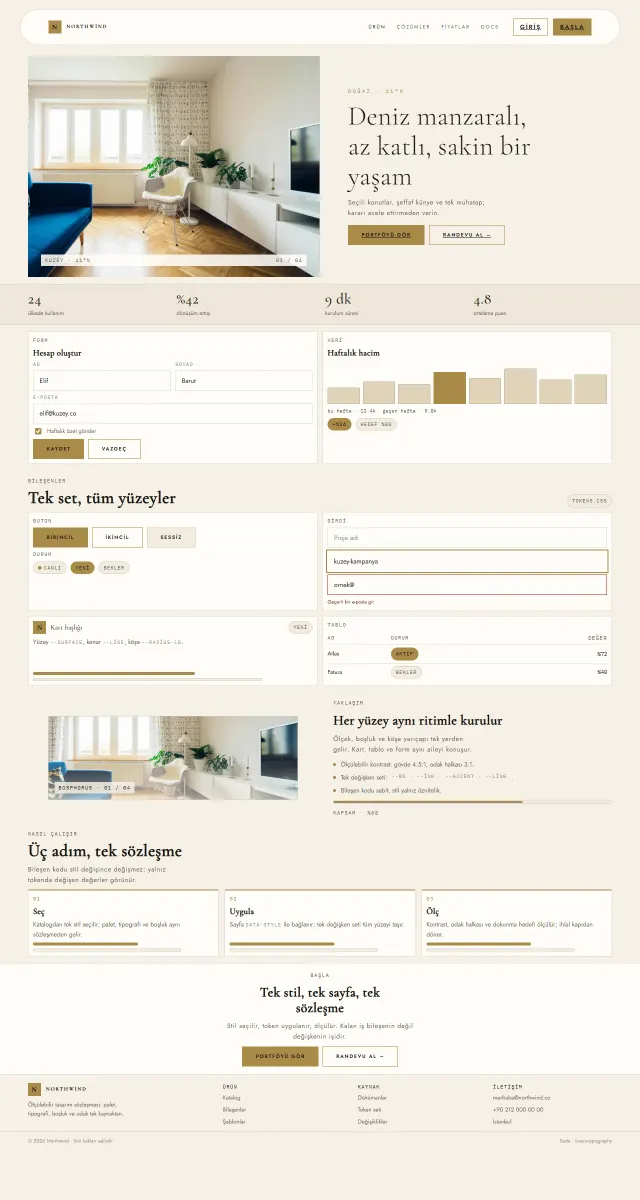 N NORTHWİND
ÜRÜN ÇÖZÜMLER FİYATLAR DOCS GİRİŞ BAŞLA
BOĞAZ · 41°N
Deniz manzaralı,
az katlı, sakin bir
yaşam
Seçili konutlar, şeffaf künye ve tek muhatap;
kararı acele ettirmeden verin.
PORTFÖYÜ GÖR RANDEVU AL →
KUZEY · 41°N 01 / 04
24 %42 9 dk 4.8
ülkede kullanım dönüşüm artışı kurulum süresi ortalama puan
FORM
Hesap oluştur
AD SOYAD
Elif Barut
E-POSTA
elif@kuzey.co
Haftalık özet gönder
KAYDET VAZGEÇ
VERİ
Haftalık hacim
bu hafta · 12.4k geçen hafta · 9.8k
HEDEF %80
BİLEŞENLER
Tek set, tüm yüzeyler
TOKENS.CSS
BUTON
BİRİNCİL İKİNCİL SESSİZ
DURUM
CANLI YENİ BEKLER
GİRDİ
Proje adı
kuzey-kampanya
ornek@
Geçerli bir e-posta gir
N Kart başlığı YENİ
Yüzey --SURFACE, kenar --LINE, köşe --RADIUS-LG.
TABLO
AD DURUM DEĞER
Atlas AKTİF %72
Fatura BEKLER %48
BOSPHORUS · 01 / 04
YAKLAŞIM
Her yüzey aynı ritimle kurulur
Ölçek, boşluk ve köşe yarıçapı tek yerden
gelir. Kart, tablo ve form aynı aileyi konuşur.
Ölçülebilir kontrast: gövde 4.5:1, odak halkası 3:1.
Tek değişken seti: --BG · --INK · --ACCENT · --LINE
Bileşen kodu sabit, stil yalnız öznitelik.
KAPSAM · %68
NASIL ÇALIŞIR
Üç adım, tek sözleşme
Bileşen kodu stil değişince değişmez; yalnız
tokenda değişen değerler görünür.
01
Seç
Katalogdan tek stil seçilir; palet, tipografi ve boşluk aynı
sözleşmeden gelir.
02
Uygula
Sayfa DATA-STYLE ile bağlanır; tek değişken seti tüm yüzeyi taşır.
03
Ölç
Kontrast, odak halkası ve dokunma hedefi ölçülür; ihlal kapıdan
döner.
BAŞLA
Tek stil, tek sayfa, tek
sözleşme
Stil seçilir, token uygulanır, ölçülür. Kalan iş bileşenin değil
değişkenin işidir.
PORTFÖYÜ GÖR RANDEVU AL →
N NORTHWİND
Ölçülebilir tasarım sözleşmesi: palet,
tipografi, boşluk ve odak tek kaynaktan.
ÜRÜN
Katalog
Bileşenler
Şablonlar
KAYNAK
Dokümanlar
Token seti
Değişiklikler
İLETİŞİM
merhaba@northwind.co
+90 212 000 00 00
İstanbul
© 2026 Northwind · tüm hakları saklıdır